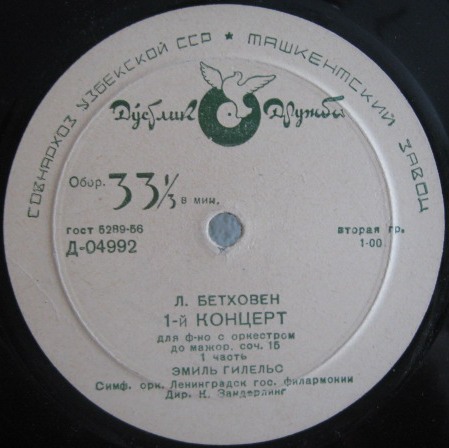 СОВНАРХОЗ УЗБЕКСКОЙ ССР ★ ТАШКЕНТСКИЙ ЗАВОД
Дўстлик Дружба
Обор. 33⅓ в мин.
гост 5289-56
Д-04992
вторая гр.
1-00
Л. БЕТХОВЕН
1-й КОНЦЕРТ
для ф-но с оркестром
до мажор, соч. 15
1 часть
ЭМИЛЬ ГИЛЕЛЬС
Симф. орк. Ленинградск гос. филармонии
Дир. К. Зандерлинг